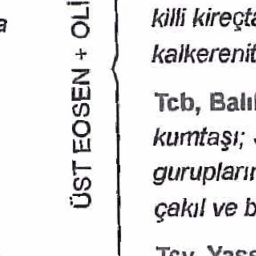 ÜST EOSEN + OLİ
killi kireçta
kalkerenit
Tcb, Balı
kumtaşı;
gurupların
çakıl ve b
Tsy, Yass